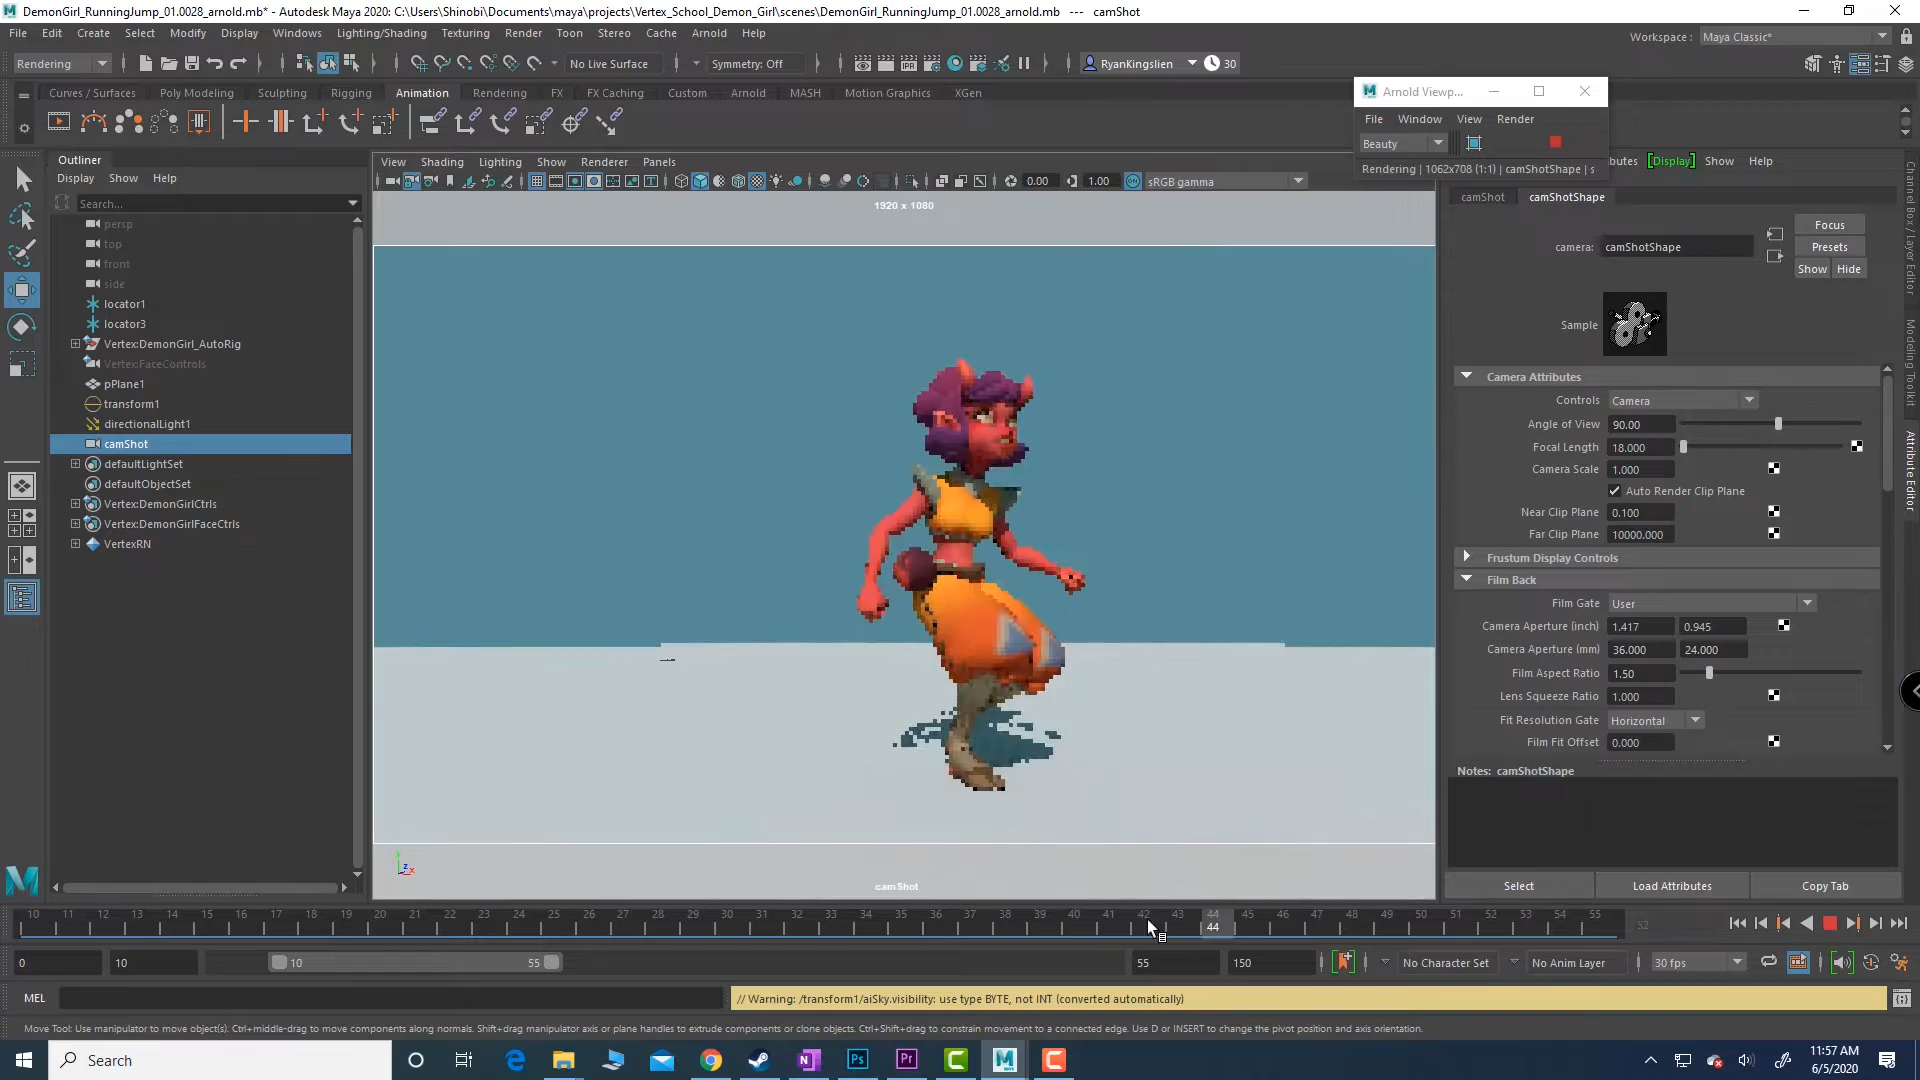 DemonGirl_RunningJump_01.0028_arnold.mb* - Autodesk Maya 2020: C:\Users\Shinobi\Documents\maya\projects\Vertex_School_Demon_Girl\scenes\DemonGirl_RunningJump_01.0028_arnold.mb --- camShot
File Edit Create Select Modify Display Windows Lighting/Shading Texturing Render Toon Stereo Cache Arnold Help
Workspace : Maya Classic*
Rendering No Live Surface Symmetry: Off RyanKingslien 30
Curves / Surfaces Poly Modeling Sculpting Rigging Animation Rendering FX FX Caching Custom Arnold MASH Motion Graphics XGen
Arnold Viewp...
File Window View Render
Beauty
Rendering | 1062x708 (1:1) | camShotShape | s
Outliner
Display Show Help
Search...
persp
top
front
side
locator1
locator3
Vertex:DemonGirl_AutoRig
Vertex:FaceControls
pPlane1
transform1
directionalLight1
camShot
defaultLightSet
defaultObjectSet
Vertex:DemonGirlCtrls
Vertex:DemonGirlFaceCtrls
VertexRN
View Shading Lighting Show Renderer Panels
0.00 1.00 sRGB gamma
1920 x 1080
camShot
butes [Display] Show Help
camShot camShotShape
camera: camShotShape
Focus
Presets
Show Hide
Sample
Camera Attributes
Controls Camera
Angle of View 90.00
Focal Length 18.000
Camera Scale 1.000
Auto Render Clip Plane
Near Clip Plane 0.100
Far Clip Plane 10000.000
Frustum Display Controls
Film Back
Film Gate User
Camera Aperture (inch) 1.417 0.945
Camera Aperture (mm) 36.000 24.000
Film Aspect Ratio 1.50
Lens Squeeze Ratio 1.000
Fit Resolution Gate Horizontal
Film Fit Offset 0.000
Notes: camShotShape
Select Load Attributes Copy Tab
Channel Box / Layer Editor
Modeling Toolkit
Attribute Editor
10 11 12 13 14 15 16 17 18 19 20 21 22 23 24 25 26 27 28 29 30 31 32 33 34 35 36 37 38 39 40 41 42 43 44 45 46 47 48 49 50 51 52 53 54 55
44
52
0 10 10 55 55 150 No Character Set No Anim Layer 30 fps
MEL // Warning: /transform1/aiSky.visibility: use type BYTE, not INT (converted automatically)
Move Tool: Use manipulator to move object(s). Ctrl+middle-drag to move components along normals. Shift+drag manipulator axis or plane handles to extrude components or clone objects. Ctrl+Shift+drag to constrain movement to a connected edge. Use D or INSERT to change the pivot position and axis orientation.
Search
11:57 AM
6/5/2020